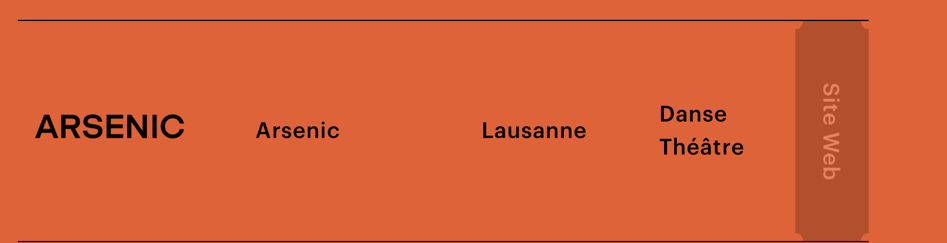 ARSENIC
Arsenic
Lausanne
Danse
Théâtre
Site Web